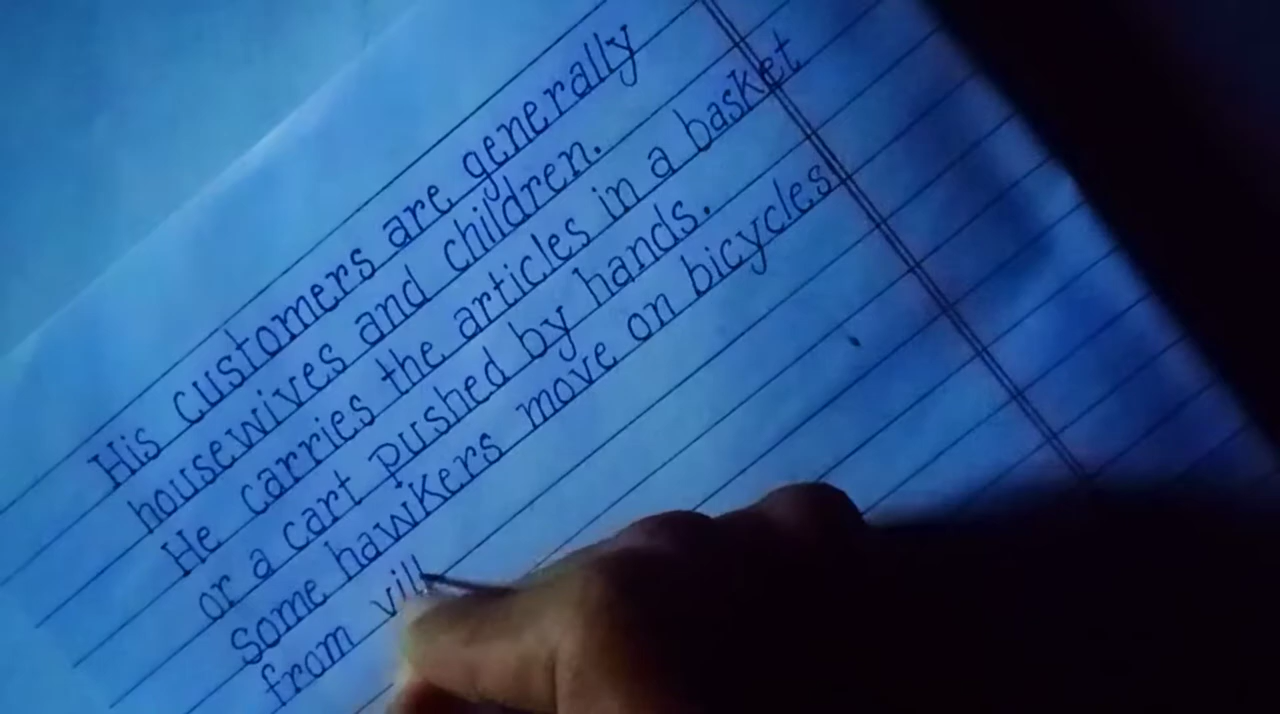 His customers are generally
housewives and children.
He carries the articles in a basket
or a cart pushed by hands.
Some hawkers move on bicycles
from vill